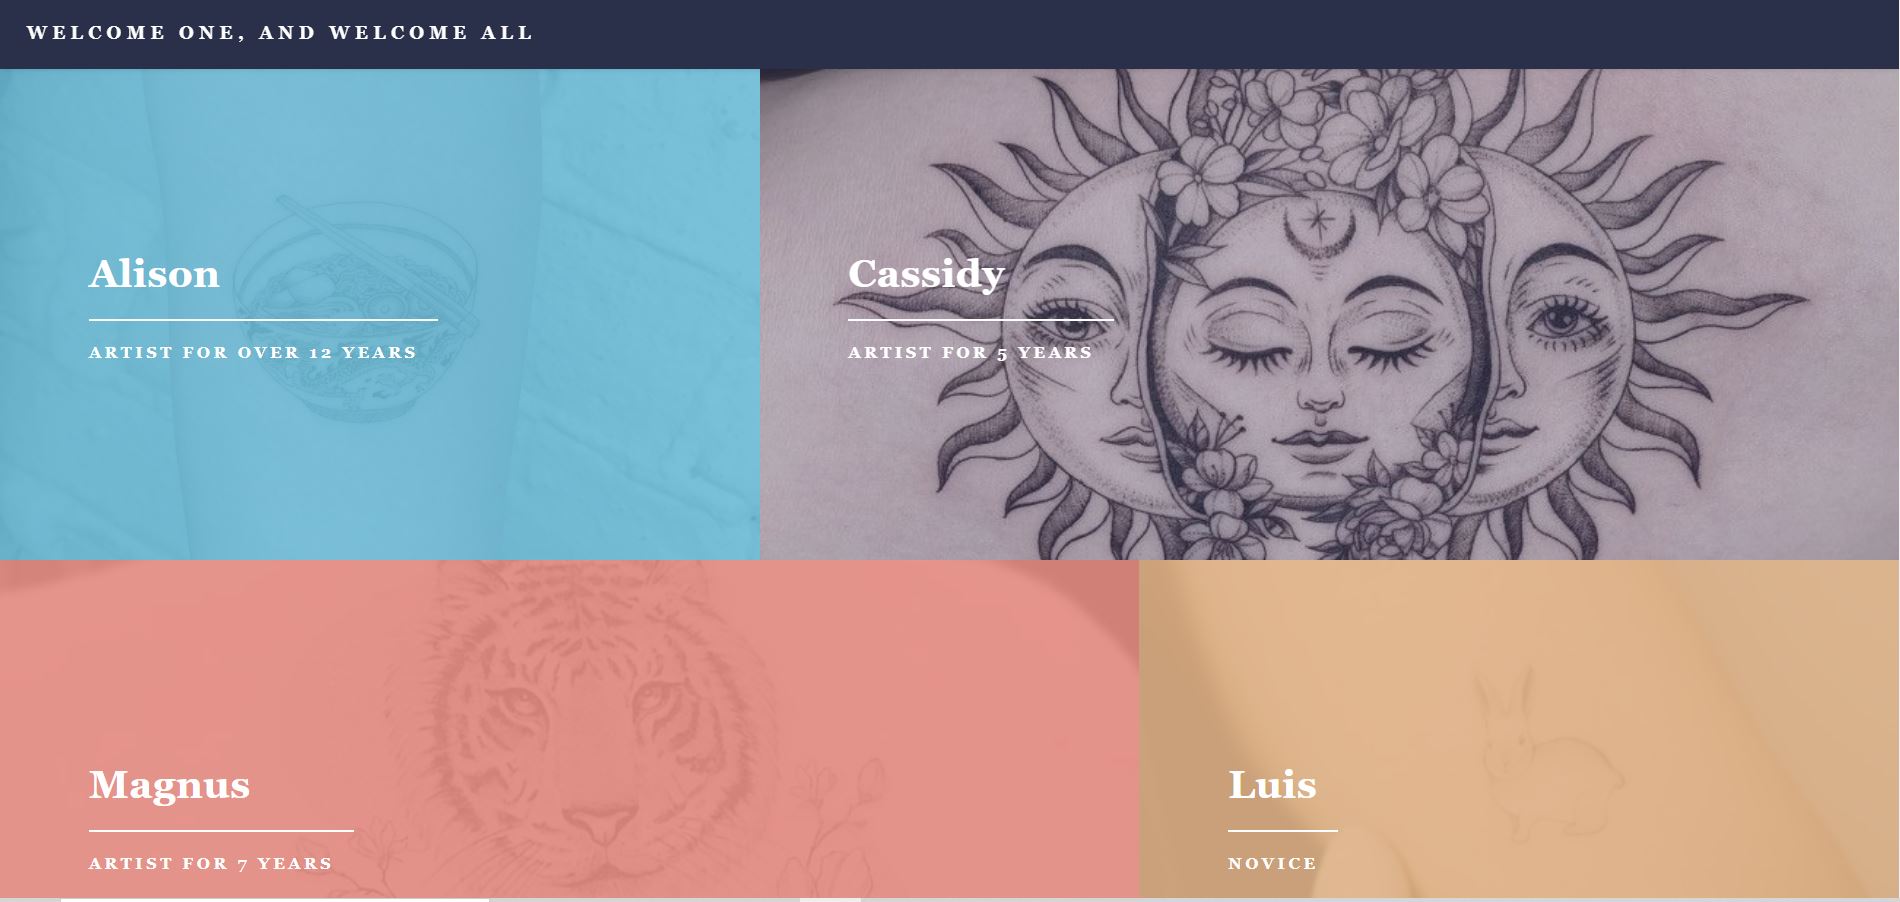 WELCOME ONE, AND WELCOME ALL
Alison
ARTIST FOR OVER 12 YEARS
Cassidy
ARTIST FOR 5 YEARS
Magnus
ARTIST FOR 7 YEARS
Luis
NOVICE